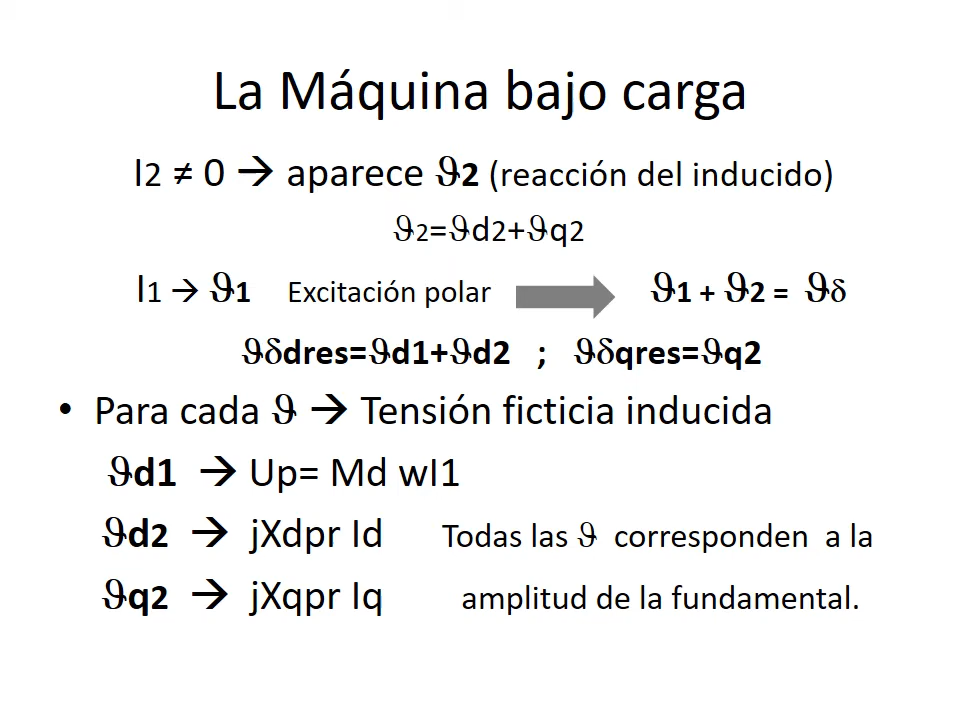 La Máquina bajo carga
I2 ≠ 0 → aparece ϑ2 (reacción del inducido)
ϑ2=ϑd2+ϑq2
I1 → ϑ1 Excitación polar ϑ1 + ϑ2 = ϑδ
ϑδdres=ϑd1+ϑd2 ; ϑδqres=ϑq2
• Para cada ϑ → Tensión ficticia inducida
ϑd1 → Up= Md wI1
ϑd2 → jXdpr Id Todas las ϑ corresponden a la
ϑq2 → jXqpr Iq amplitud de la fundamental.